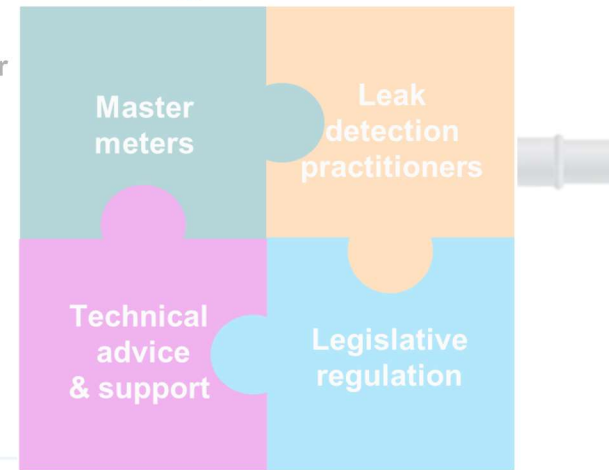 Master
meters
Leak
detection
practitioners
Technical
advice
& support
Legislative
regulation